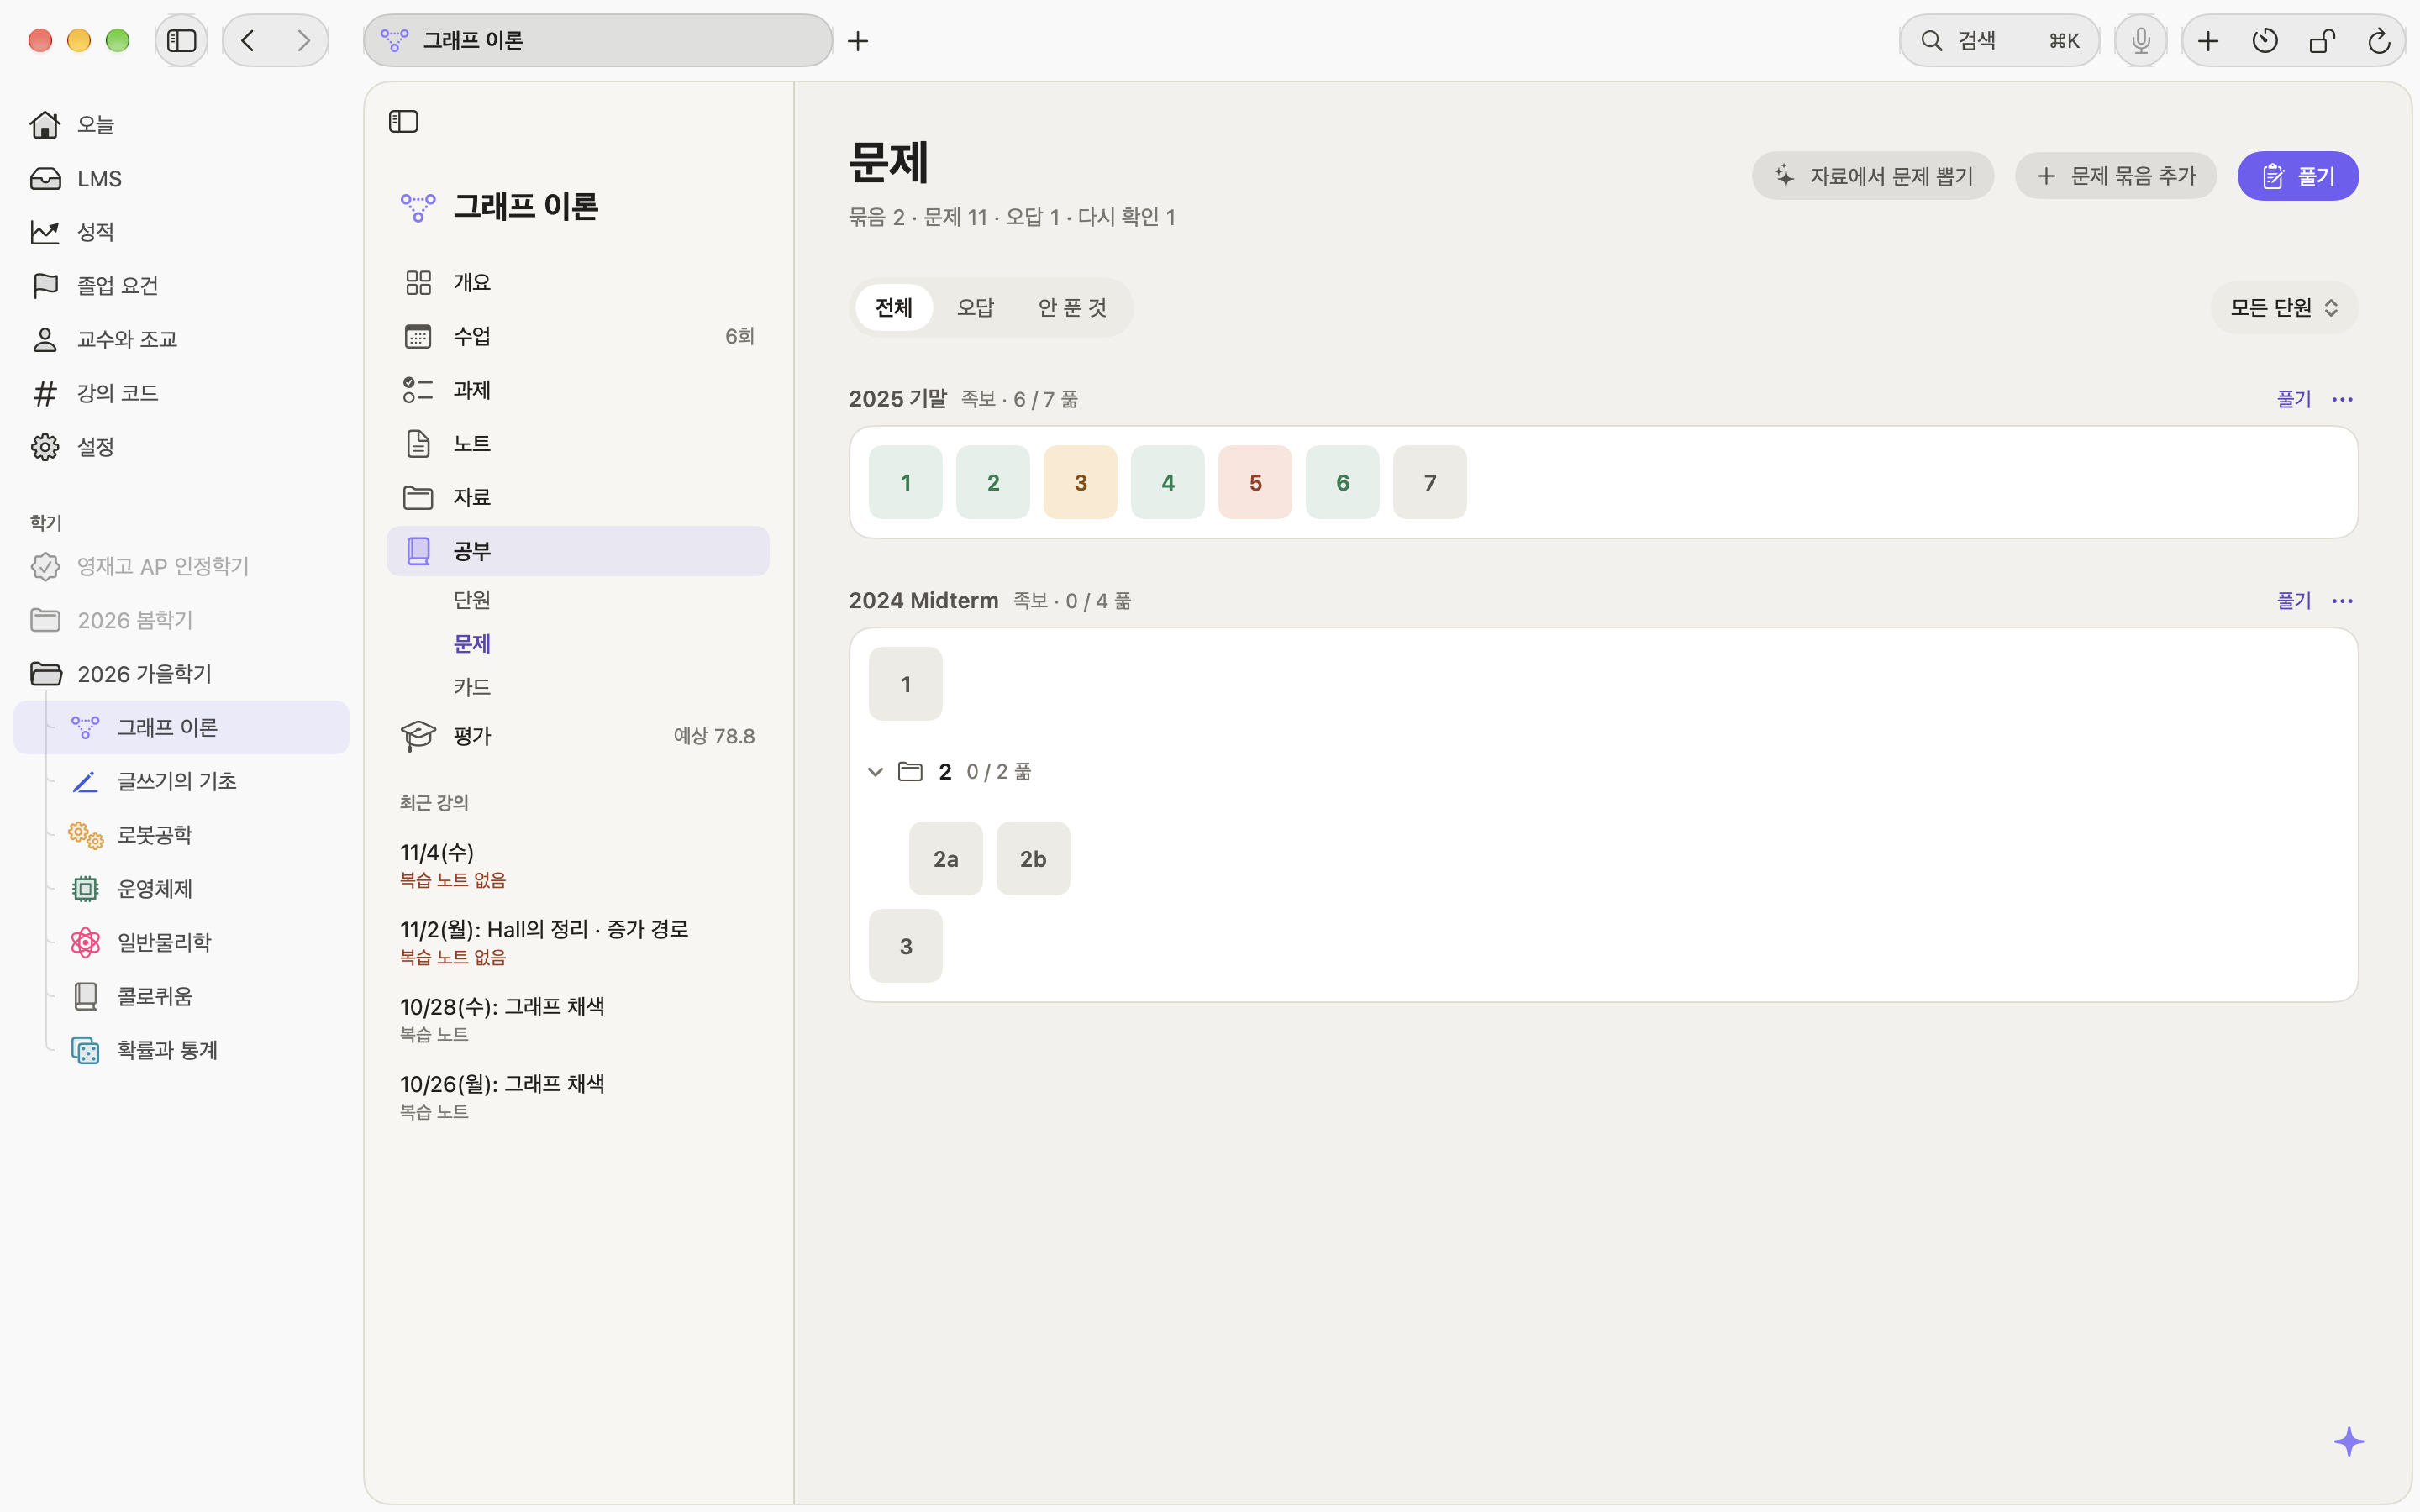 그래프 이론
검색 ⌘K
오늘
LMS
성적
졸업 요건
교수와 조교
강의 코드
설정
학기
영재고 AP 인정학기
2026 봄학기
2026 가을학기
그래프 이론
글쓰기의 기초
로봇공학
운영체제
일반물리학
콜로퀴움
확률과 통계
그래프 이론
개요
수업 6회
과제
노트
자료
공부
단원
문제
카드
평가 예상 78.8
최근 강의
11/4(수)
복습 노트 없음
11/2(월): Hall의 정리 · 증가 경로
복습 노트 없음
10/28(수): 그래프 채색
복습 노트
10/26(월): 그래프 채색
복습 노트
문제
묶음 2 · 문제 11 · 오답 1 · 다시 확인 1
자료에서 문제 뽑기
문제 묶음 추가
풀기
전체 오답 안 푼 것
모든 단원
2025 기말 족보 · 6 / 7 풂
풀기
1 2 3 4 5 6 7
2024 Midterm 족보 · 0 / 4 풂
풀기
1
2 0 / 2 풂
2a 2b
3